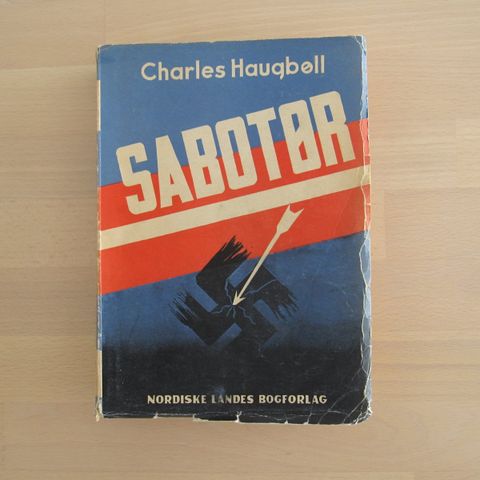 Charles Haugbøll
SABOTØR
NORDISKE LANDES BOGFORLAG